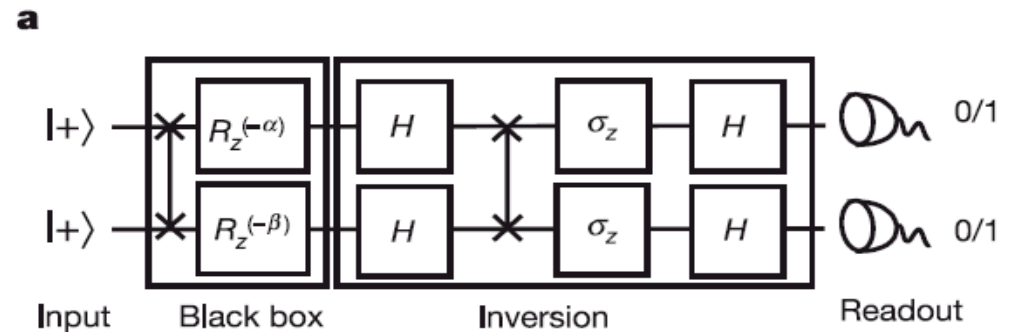 a
|+⟩ R_z^(-α) H σ_z H 0/1
|+⟩ R_z^(-β) H σ_z H 0/1
Input Black box Inversion Readout